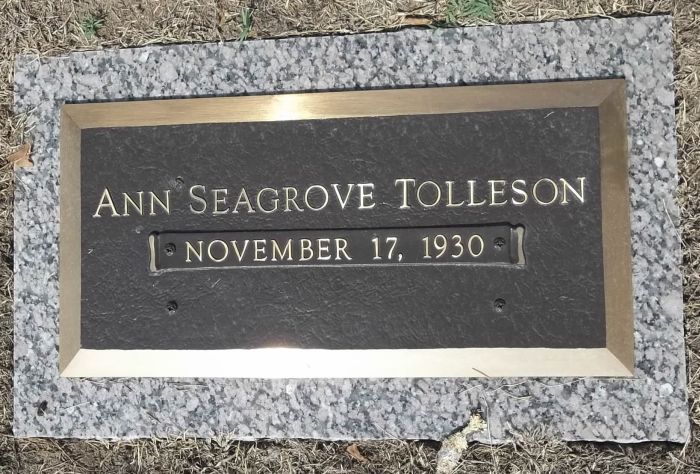 ANN SEAGROVE TOLLESON
NOVEMBER 17, 1930